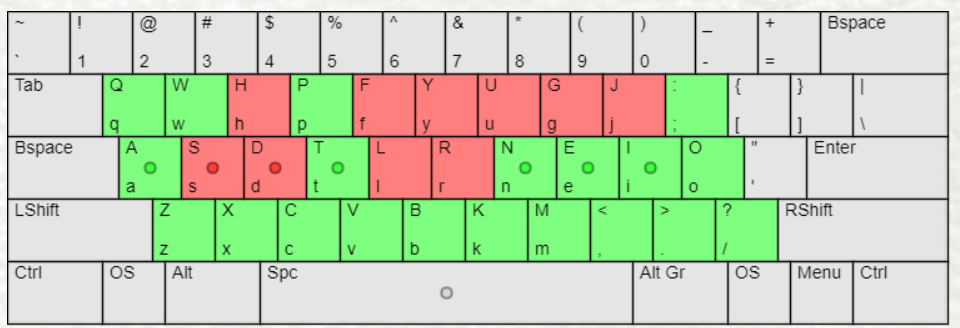 ~ ! @ # $ % ^ & * ( ) _ + Bspace
` 1 2 3 4 5 6 7 8 9 0 - =
Tab Q W H P F Y U G J : { } |
q w h p f y u g j ; [ ] \
Bspace A S D T L R N E I O " Enter
a s d t l r n e i o '
LShift Z X C V B K M < > ? RShift
z x c v b k m , . /
Ctrl OS Alt Spc Alt Gr OS Menu Ctrl